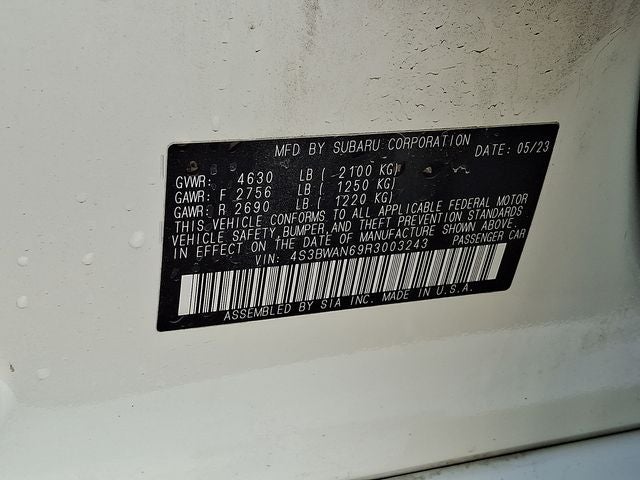 MFD BY SUBARU CORPORATION DATE: 05/23
GVWR: 4630 LB ( 2100 KG)
GAWR: F 2756 LB ( 1250 KG)
GAWR: R 2690 LB ( 1220 KG)
THIS VEHICLE CONFORMS TO ALL APPLICABLE FEDERAL MOTOR
VEHICLE SAFETY, BUMPER, AND THEFT PREVENTION STANDARDS
IN EFFECT ON THE DATE OF MANUFACTURE SHOWN ABOVE.
VIN: 4S3BWAN69R3003243 PASSENGER CAR
ASSEMBLED BY SIA INC. MADE IN U.S.A.